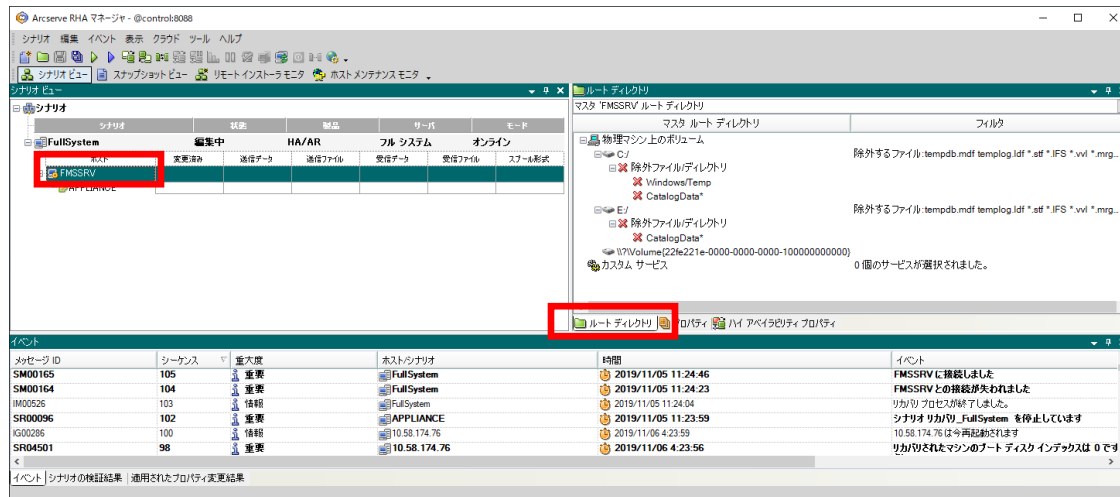 Arcserve RHA マネージャ - @control:8088
シナリオ 編集 イベント 表示 クラウド ツール ヘルプ
シナリオ ビュー スナップショット ビュー リモート インストーラ モニタ ホスト メンテナンス モニタ
シナリオ ビュー
シナリオ
シナリオ 状態 製品 サーバ モード
FullSystem 編集中 HA/AR フル システム オンライン
ホスト 変更済み 送信データ 送信ファイル 受信データ 受信ファイル スプール形式
FMSSRV
APPLIANCE
ルート ディレクトリ
マスタ 'FMSSRV' ルート ディレクトリ
マスタ ルート ディレクトリ フィルタ
物理マシン上のボリューム
C:/ 除外するファイル:tempdb.mdf templog.ldf *.stf *.IFS *.vvl *.mrg...
除外ファイル/ディレクトリ
Windows/Temp
CatalogData*
E:/ 除外するファイル:tempdb.mdf templog.ldf *.stf *.IFS *.vvl *.mrg...
除外ファイル/ディレクトリ
CatalogData*
\\?\Volume{22fe221e-0000-0000-0000-100000000000}
カスタム サービス 0 個のサービスが選択されました。
ルート ディレクトリ プロパティ ハイ アベイラビリティ プロパティ
イベント
メッセージ ID シーケンス 重大度 ホスト/シナリオ 時間 イベント
SM00165 105 重要 FullSystem 2019/11/05 11:24:46 FMSSRV に接続しました
SM00164 104 重要 FullSystem 2019/11/05 11:24:23 FMSSRV との接続が失われました
IM00526 103 情報 FullSystem 2019/11/05 11:24:04 リカバリ プロセスが終了しました。
SR00096 102 重要 APPLIANCE 2019/11/05 11:23:59 シナリオ リカバリ_FullSystem を停止しています
IG00286 100 情報 10.58.174.76 2019/11/06 4:23:59 10.58.174.76 は今再起動されます
SR04501 98 重要 10.58.174.76 2019/11/06 4:23:56 リカバリされたマシンのブート ディスク インデックスは 0 です
イベント シナリオの検証結果 適用されたプロパティ変更結果